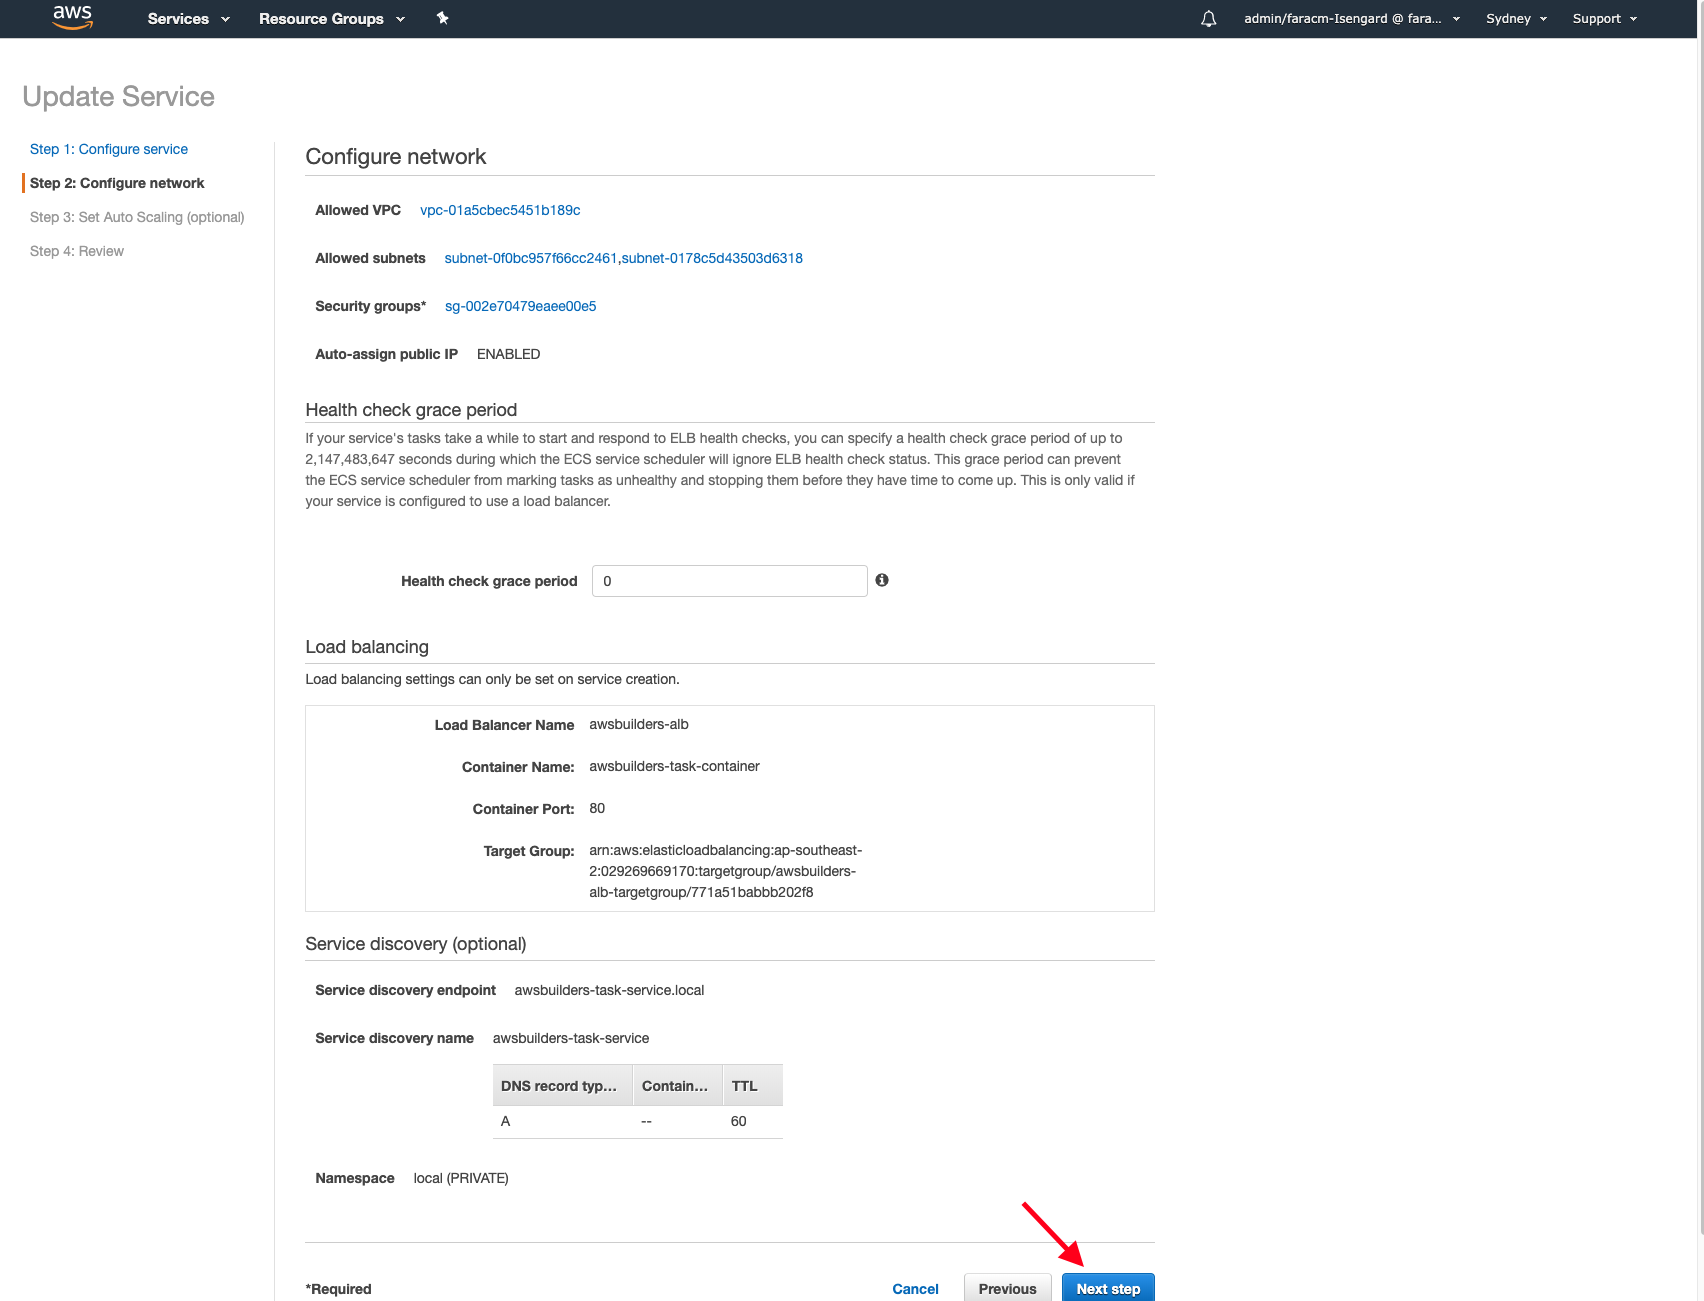 aws Services Resource Groups admin/faracm-Isengard @ fara... Sydney Support
Update Service
Step 1: Configure service
Step 2: Configure network
Step 3: Set Auto Scaling (optional)
Step 4: Review
Configure network
Allowed VPC vpc-01a5cbec5451b189c
Allowed subnets subnet-0f0bc957f66cc2461,subnet-0178c5d43503d6318
Security groups* sg-002e70479eaee00e5
Auto-assign public IP ENABLED
Health check grace period
If your service's tasks take a while to start and respond to ELB health checks, you can specify a health check grace period of up to
2,147,483,647 seconds during which the ECS service scheduler will ignore ELB health check status. This grace period can prevent
the ECS service scheduler from marking tasks as unhealthy and stopping them before they have time to come up. This is only valid if
your service is configured to use a load balancer.
Health check grace period 0
Load balancing
Load balancing settings can only be set on service creation.
Load Balancer Name awsbuilders-alb
Container Name: awsbuilders-task-container
Container Port: 80
Target Group: arn:aws:elasticloadbalancing:ap-southeast-
2:029269669170:targetgroup/awsbuilders-
alb-targetgroup/771a51babbb202f8
Service discovery (optional)
Service discovery endpoint awsbuilders-task-service.local
Service discovery name awsbuilders-task-service
DNS record typ... Contain... TTL
A -- 60
Namespace local (PRIVATE)
*Required Cancel Previous Next step